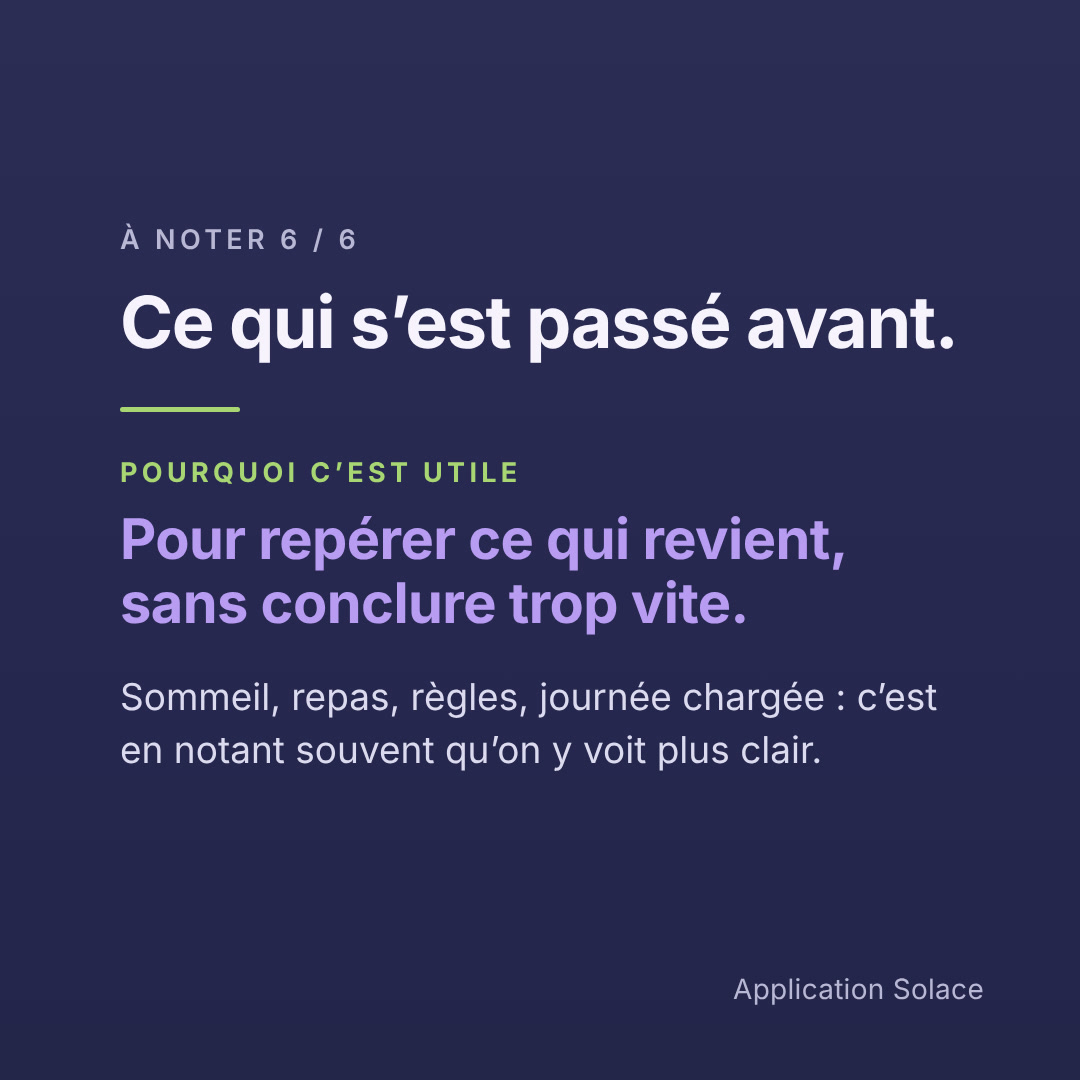 À NOTER 6 / 6
Ce qui s’est passé avant.
POURQUOI C’EST UTILE
Pour repérer ce qui revient,
sans conclure trop vite.
Sommeil, repas, règles, journée chargée : c’est
en notant souvent qu’on y voit plus clair.
Application Solace